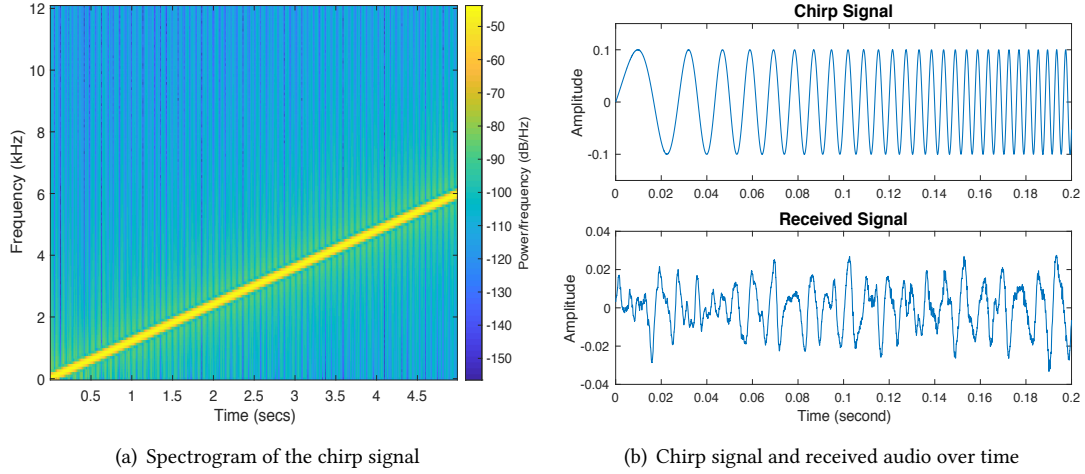 12
10
8
6
4
2
0
Frequency (kHz)
0.5 1 1.5 2 2.5 3 3.5 4 4.5
Time (secs)
-50
-60
-70
-80
-90
-100
-110
-120
-130
-140
-150
Power/frequency (dB/Hz)
(a) Spectrogram of the chirp signal
Chirp Signal
0.1
0
-0.1
Amplitude
0 0.02 0.04 0.06 0.08 0.1 0.12 0.14 0.16 0.18 0.2
Received Signal
0.04
0.02
0
-0.02
-0.04
Amplitude
0 0.02 0.04 0.06 0.08 0.1 0.12 0.14 0.16 0.18 0.2
Time (second)
(b) Chirp signal and received audio over time